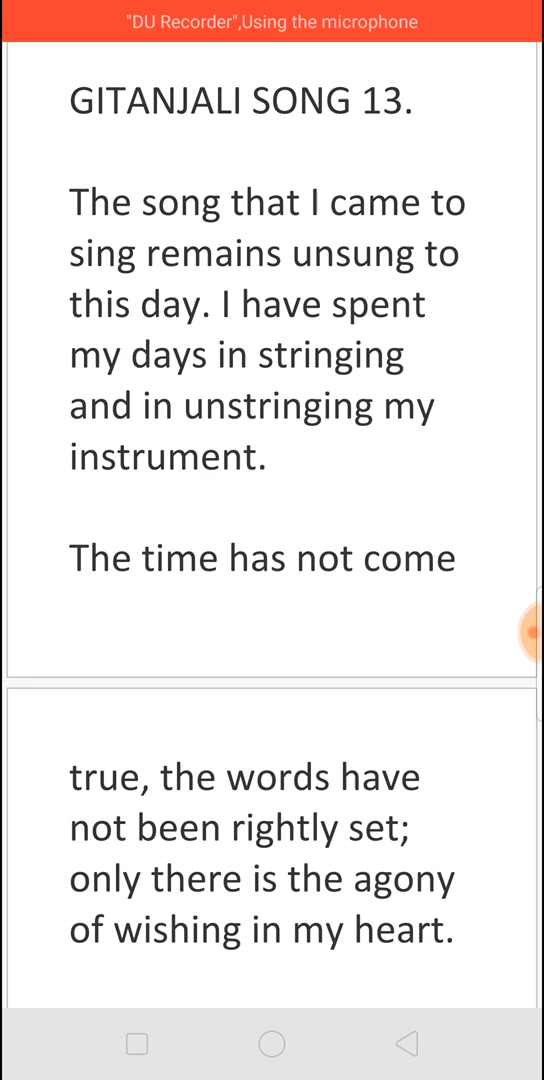 "DU Recorder",Using the microphone
GITANJALI SONG 13.
The song that I came to
sing remains unsung to
this day. I have spent
my days in stringing
and in unstringing my
instrument.
The time has not come
true, the words have
not been rightly set;
only there is the agony
of wishing in my heart.